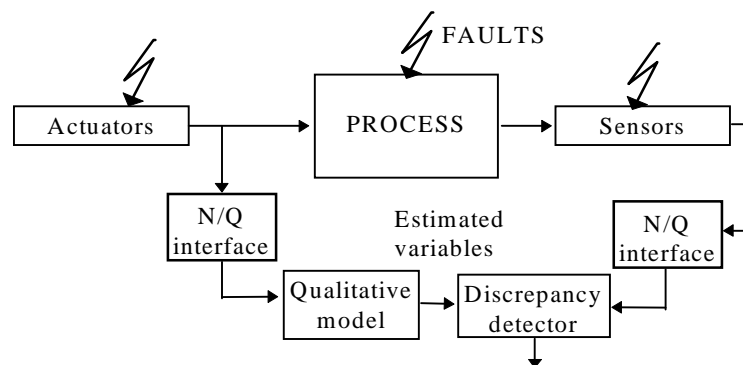 FAULTS
Actuators
PROCESS
Sensors
N/Q
interface
Estimated
variables
N/Q
interface
Qualitative
model
Discrepancy
detector